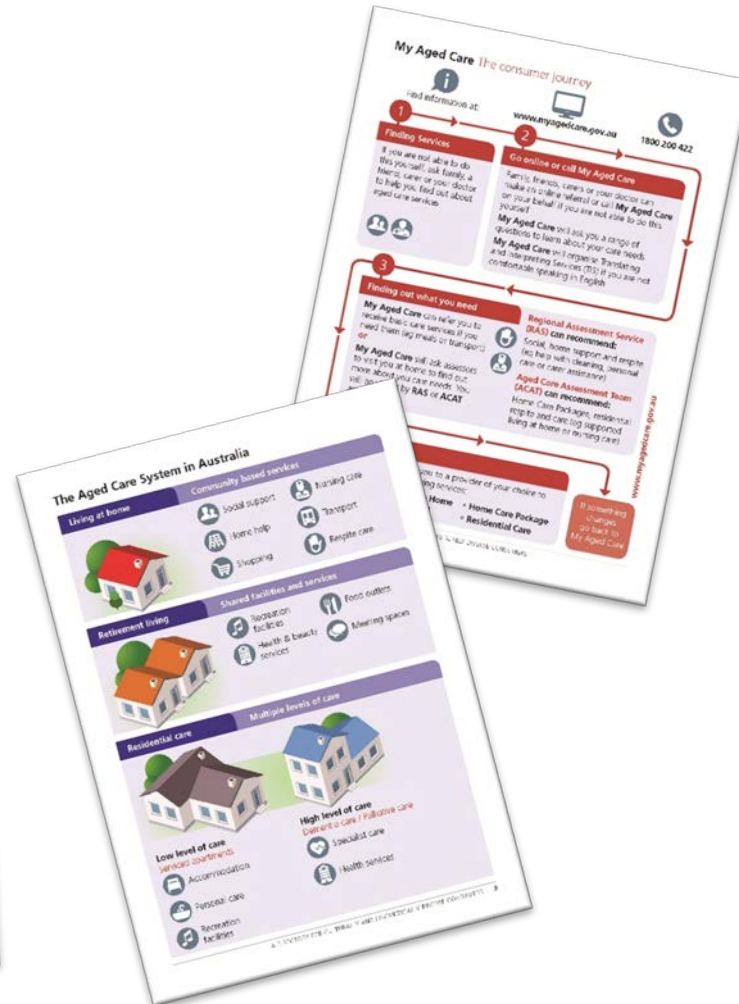 My Aged Care The consumer journey
Find information at:
www.myagedcare.gov.au
1800 200 422
1
Finding Services
If you are not able to do
this yourself, ask family, a
friend, carer or your doctor
to help you find out about
aged care services
2
Go online or call My Aged Care
Family, friends, carers or your doctor can
make an online referral or call My Aged Care
on your behalf if you are not able to do this
yourself
My Aged Care will ask you a range of
questions to learn about your care needs
My Aged Care will organise Translating
and Interpreting Services (TIS) if you are not
comfortable speaking in English
3
Finding out what you need
My Aged Care can refer you to
receive basic care services if you
need them (eg meals or transport)
or
My Aged Care will ask assessors
to visit you at home to find out
more about you care needs. You
will by RAS or ACAT
Regional Assessment Service
(RAS) can recommend:
Social, home support and respite
(eg help with cleaning, personal
care or carer assistance)
Aged Care Assessment Team
(ACAT) can recommend:
Home Care Packages, residential
respite and care (eg supported
living at home or nursing care)
www.myagedcare.gov.au
you to a provider of your choice to
services:
Home • Home Care Package
• Residential Care
If something
changes
go back to
My Aged Care
The Aged Care System in Australia
Living at home
Community based services
Social support
Home help
Shopping
Nursing care
Transport
Respite care
Retirement living
Shared facilities and services
Recreation
facilities
Health & beauty
services
Food outlets
Meeting spaces
Residential care
Multiple levels of care
Low level of care
Serviced apartments
Accommodation
Personal care
Recreation
facilities
High level of care
Dementia care / Palliative care
Specialist care
Health services